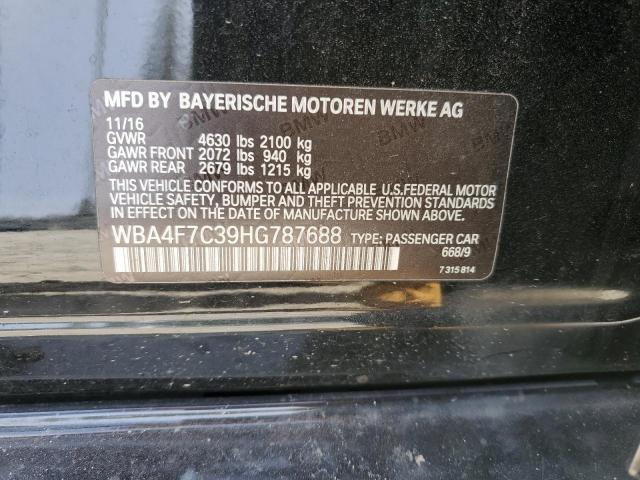 MFD BY BAYERISCHE MOTOREN WERKE AG
11/16
GVWR 4630 lbs 2100 kg
GAWR FRONT 2072 lbs 940 kg
GAWR REAR 2679 lbs 1215 kg
THIS VEHICLE CONFORMS TO ALL APPLICABLE U.S.FEDERAL MOTOR
VEHICLE SAFETY, BUMPER AND THEFT PREVENTION STANDARDS
IN EFFECT ON THE DATE OF MANUFACTURE SHOWN ABOVE.
WBA4F7C39HG787688 TYPE: PASSENGER CAR
668/9
7 315 814